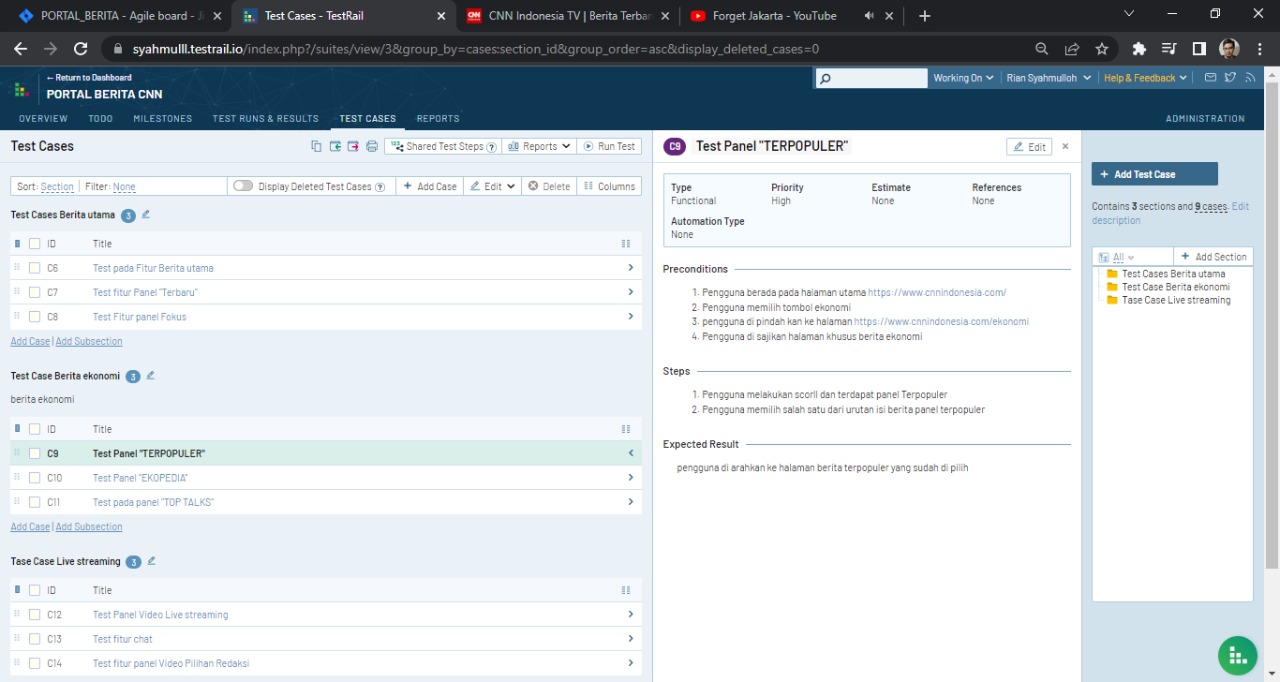 PORTAL_BERITA - Agile board - Ji
Test Cases - TestRail
CNN Indonesia TV | Berita Terbar
Forget Jakarta - YouTube
syahmulll.testrail.io/index.php?/suites/view/3&group_by=cases:section_id&group_order=asc&display_deleted_cases=0
← Return to Dashboard
PORTAL BERITA CNN
Working On
Rian Syahmulloh
Help & Feedback
OVERVIEW
TODO
MILESTONES
TEST RUNS & RESULTS
TEST CASES
REPORTS
ADMINISTRATION
Test Cases
Shared Test Steps ?
Reports
Run Test
Sort: Section
Filter: None
Display Deleted Test Cases ?
+ Add Case
Edit
Delete
Columns
Test Cases Berita utama 3
ID Title
C6 Test pada Fitur Berita utama
C7 Test fitur Panel "Terbaru"
C8 Test Fitur panel Fokus
Add Case | Add Subsection
Test Case Berita ekonomi 3
berita ekonomi
ID Title
C9 Test Panel "TERPOPULER"
C10 Test Panel "EKOPEDIA"
C11 Test pada panel "TOP TALKS"
Add Case | Add Subsection
Tase Case Live streaming 3
ID Title
C12 Test Panel Video Live streaming
C13 Test fitur chat
C14 Test fitur panel Video Pilihan Redaksi
C9 Test Panel "TERPOPULER"
Edit
Type Priority Estimate References
Functional High None None
Automation Type
None
Preconditions
1. Pengguna berada pada halaman utama https://www.cnnindonesia.com/
2. Pengguna memilih tombol ekonomi
3. pengguna di pindah kan ke halaman https://www.cnnindonesia.com/ekonomi
4. Pengguna di sajikan halaman khusus berita ekonomi
Steps
1. Pengguna melakukan scorll dan terdapat panel Terpopuler
2. Pengguna memilih salah satu dari urutan isi berita panel terpopuler
Expected Result
pengguna di arahkan ke halaman berita terpopuler yang sudah di pilih
+ Add Test Case
Contains 3 sections and 9 cases. Edit
description
All
+ Add Section
Test Cases Berita utama
Test Case Berita ekonomi
Tase Case Live streaming